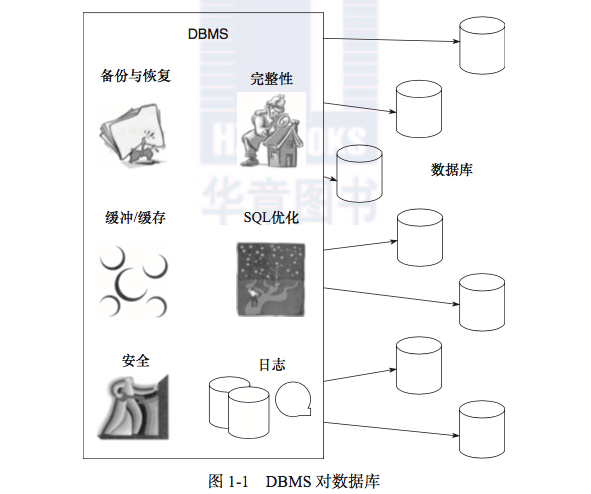 DBMS
备份与恢复
完整性
数据库
华章图书
缓冲/缓存
SQL优化
安全
日志
图 1-1 DBMS 对数据库